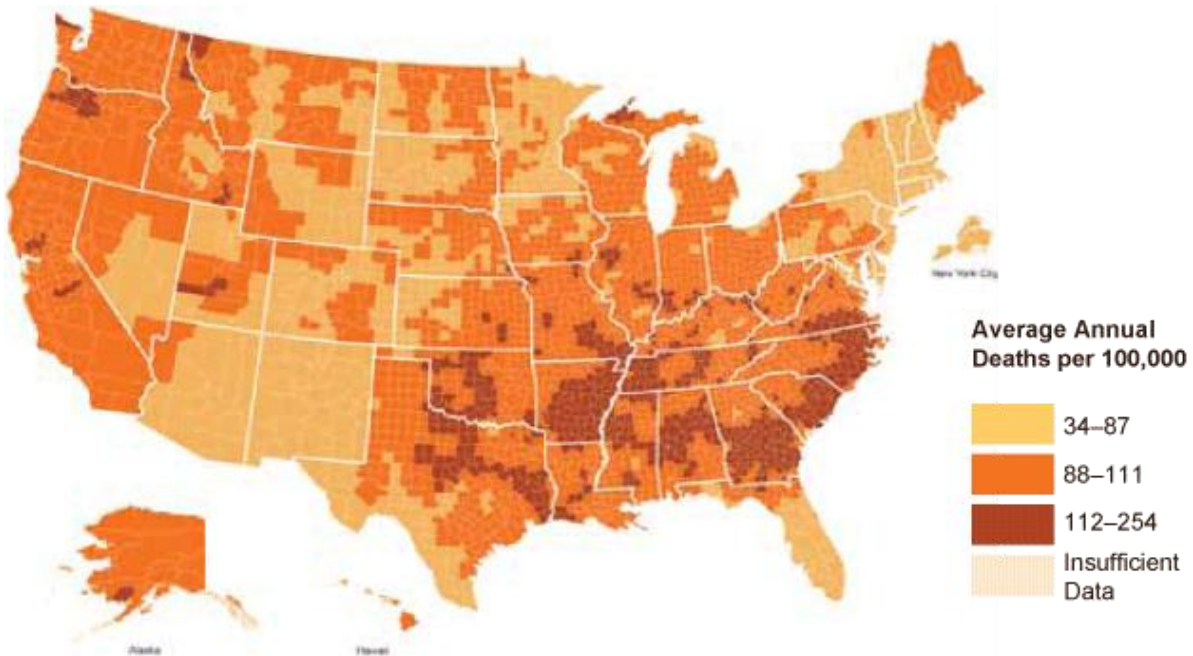 New York City
Average Annual
Deaths per 100,000
34–87
88–111
112–254
Insufficient
Data
Alaska
Hawaii